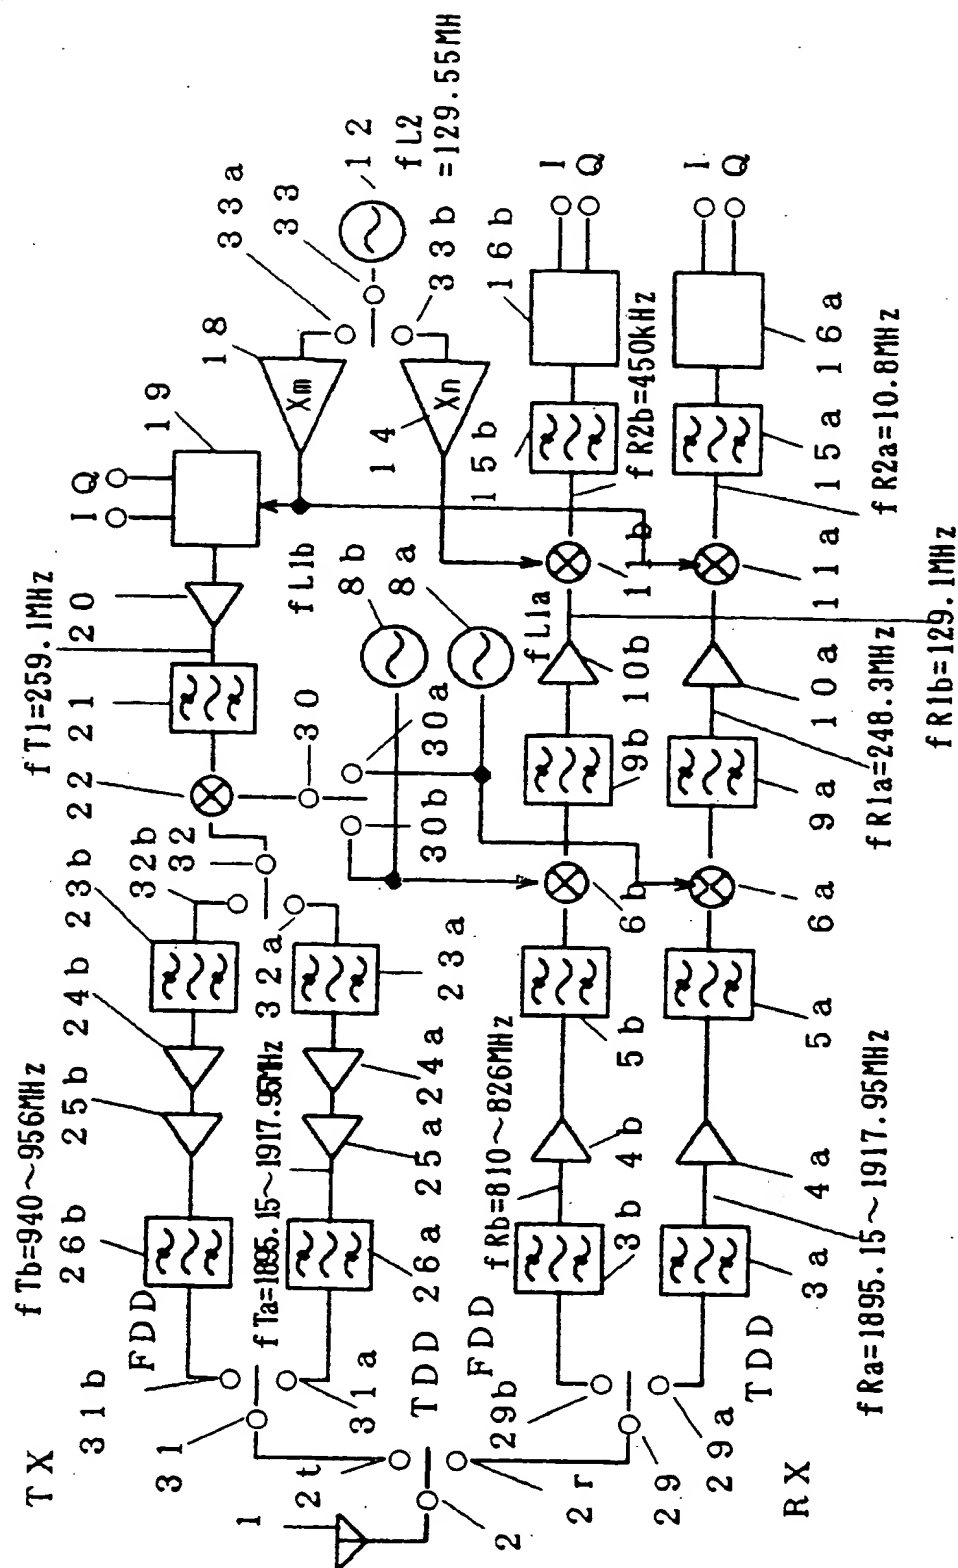 TX
31b
FDD
fTb=940～956MHz
26b
25b
24b
23b
32b
32
22
fT1=259.1MHz
21
20
I Q
19
18
33a
33
12
fL2
=129.55MH
33b
Xm
Xn
14
31
31a
fTa=1895.15～1917.95MHz
26a
25a
24a
23a
32a
30
30a
30b
fL1b
8b
8a
fL1a
1
2t
2
2r
TDD
FDD
29b
29
29a
TDD
RX
fRb=810～826MHz
3b
4b
5b
6b
9b
10b
11b
15b
fR2b=450kHz
16b
I
Q
fRa=1895.15～1917.95MHz
3a
4a
5a
6a
9a
fR1a=248.3MHz
10a
fR1b=129.1MHz
11a
fR2a=10.8MHz
15a
16a
I
Q